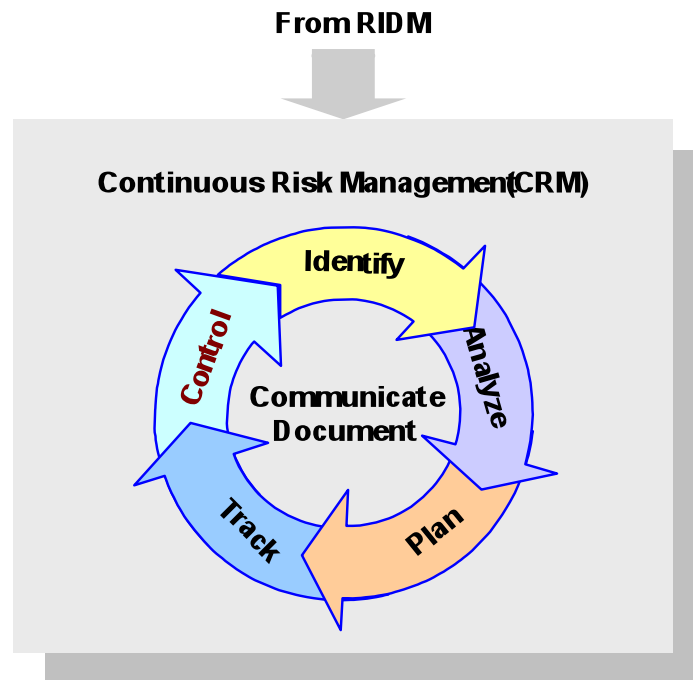 From RIDM
Continuous Risk Management(CRM)
Identify
Analyze
Plan
Track
Control
Communicate
Document